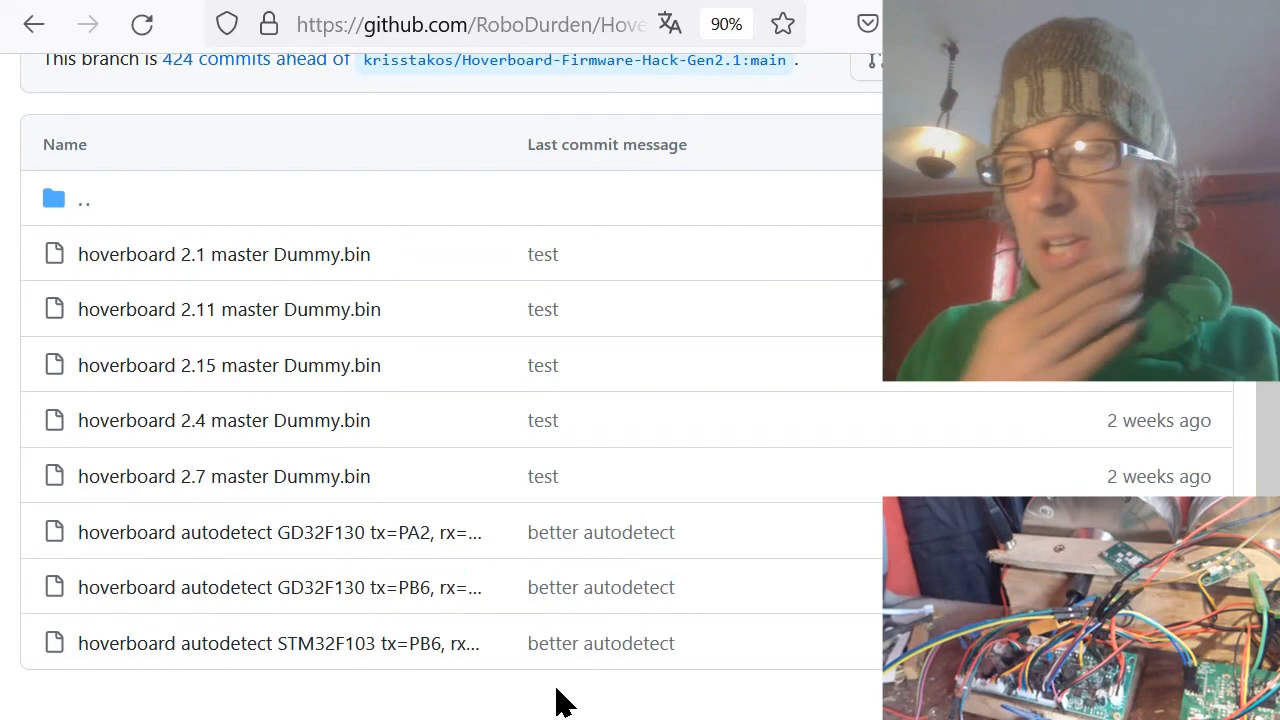 https://github.com/RoboDurden/Hove
90%
This branch is 424 commits ahead of krisstakos/Hoverboard-Firmware-Hack-Gen2.1:main .
Name Last commit message
..
hoverboard 2.1 master Dummy.bin test
hoverboard 2.11 master Dummy.bin test
hoverboard 2.15 master Dummy.bin test
hoverboard 2.4 master Dummy.bin test 2 weeks ago
hoverboard 2.7 master Dummy.bin test 2 weeks ago
hoverboard autodetect GD32F130 tx=PA2, rx=... better autodetect
hoverboard autodetect GD32F130 tx=PB6, rx=... better autodetect
hoverboard autodetect STM32F103 tx=PB6, rx... better autodetect